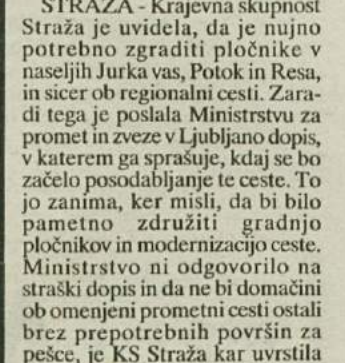 STRAŽA - Krajevna skupnost
Straža je uvidela, da je nujno
potrebno zgraditi pločnike v
naseljih Jurka vas, Potok in Resa,
in sicer ob regionalni cesti. Zara-
di tega je poslala Ministrstvu za
promet in zveze v Ljubljano dopis,
v katerem ga sprašuje, kdaj se bo
začelo posodabljanje te ceste. To
jo zanima, ker misli, da bi bilo
pametno združiti gradnjo
pločnikov in modernizacijo ceste.
Ministrstvo ni odgovorilo na
straški dopis in da ne bi domačini
ob omenjeni prometni cesti ostali
brez prepotrebnih površin za
pešce, je KS Straža kar uvrstila